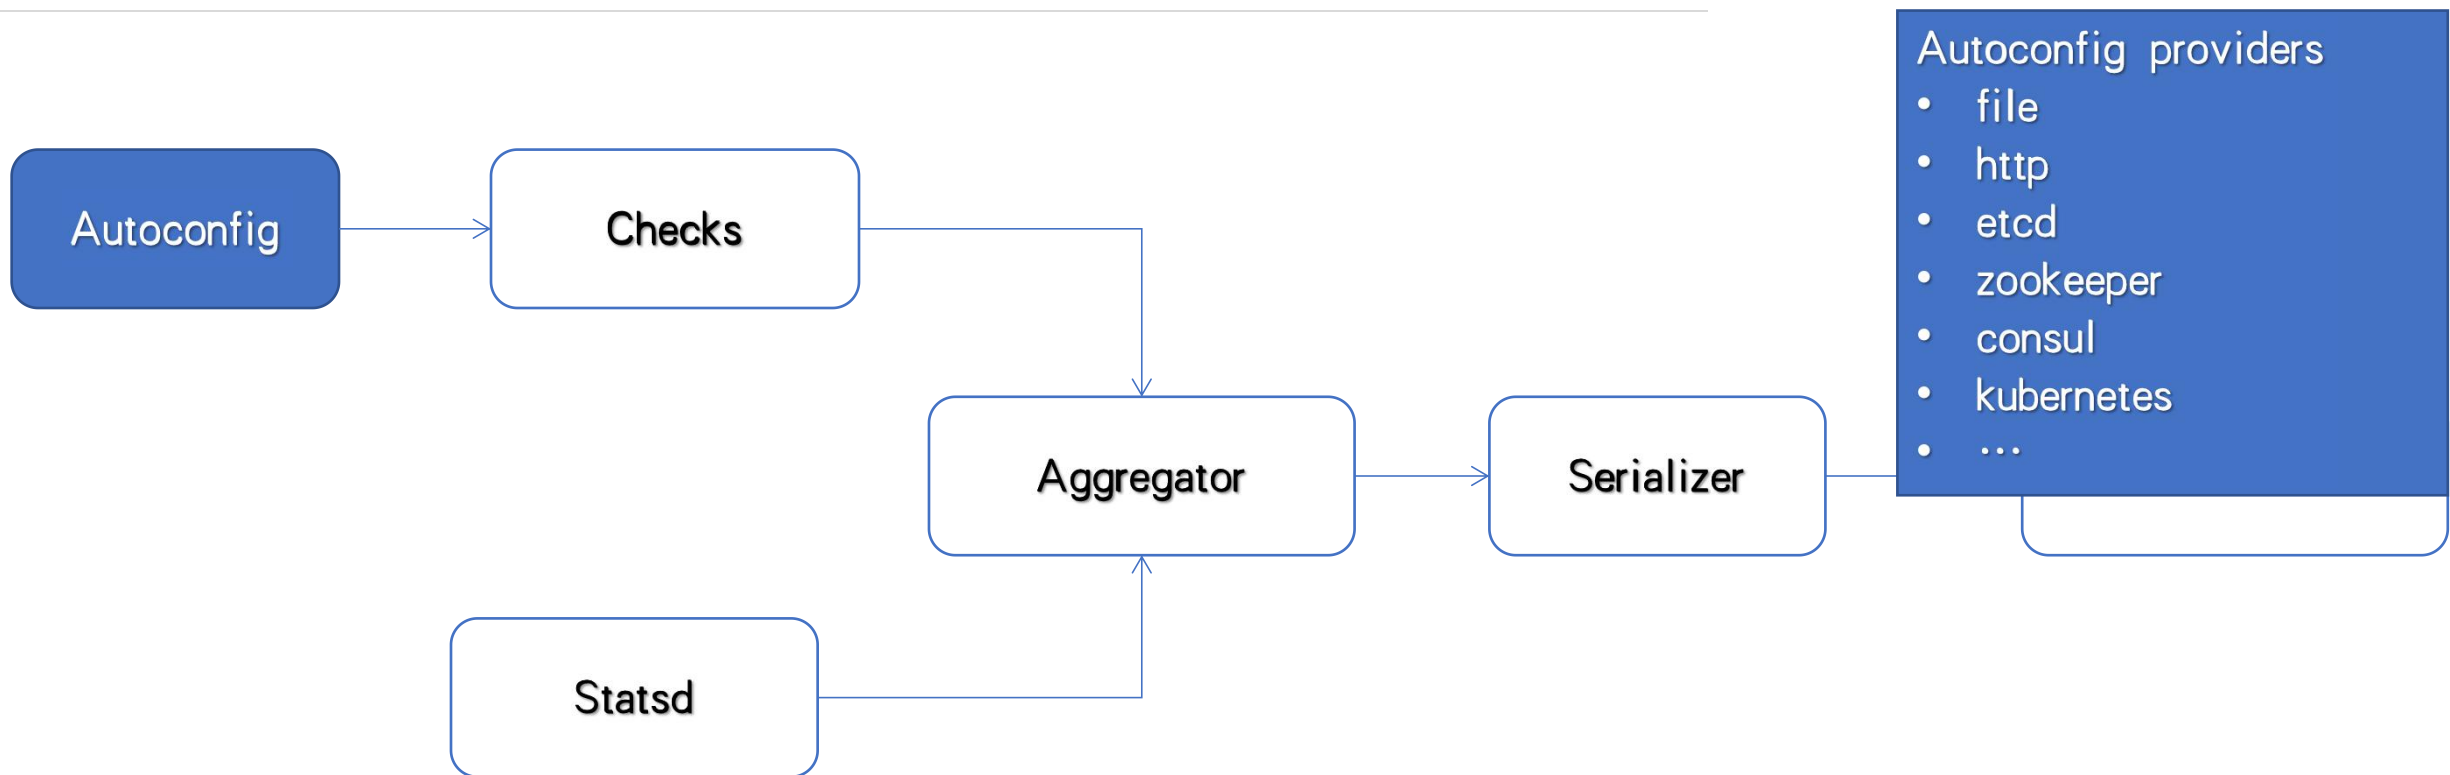 Autoconfig providers
• file
• http
• etcd
• zookeeper
• consul
• kubernetes
• ...
Autoconfig
Checks
Aggregator
Serializer
Statsd